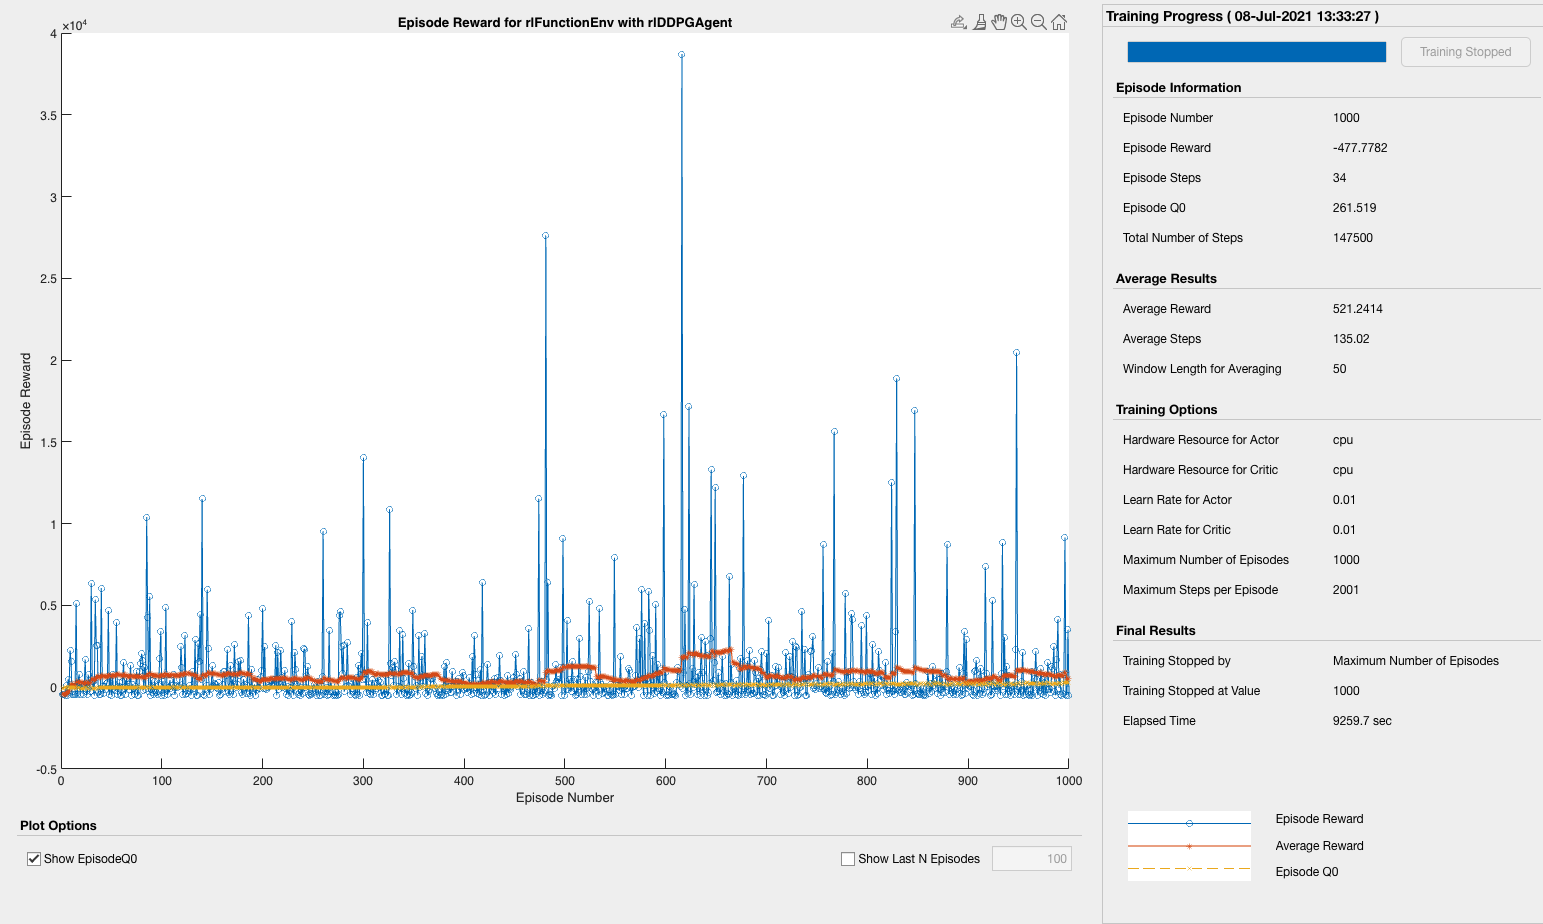 Episode Reward for rlFunctionEnv with rlDDPGAgent
×10⁴
4
3.5
3
2.5
2
1.5
1
0.5
0
-0.5
Episode Reward
0 100 200 300 400 500 600 700 800 900 1000
Episode Number
Plot Options
Show EpisodeQ0
Show Last N Episodes 100
Training Progress ( 08-Jul-2021 13:33:27 )
Training Stopped
Episode Information
Episode Number 1000
Episode Reward -477.7782
Episode Steps 34
Episode Q0 261.519
Total Number of Steps 147500
Average Results
Average Reward 521.2414
Average Steps 135.02
Window Length for Averaging 50
Training Options
Hardware Resource for Actor cpu
Hardware Resource for Critic cpu
Learn Rate for Actor 0.01
Learn Rate for Critic 0.01
Maximum Number of Episodes 1000
Maximum Steps per Episode 2001
Final Results
Training Stopped by Maximum Number of Episodes
Training Stopped at Value 1000
Elapsed Time 9259.7 sec
Episode Reward
Average Reward
Episode Q0